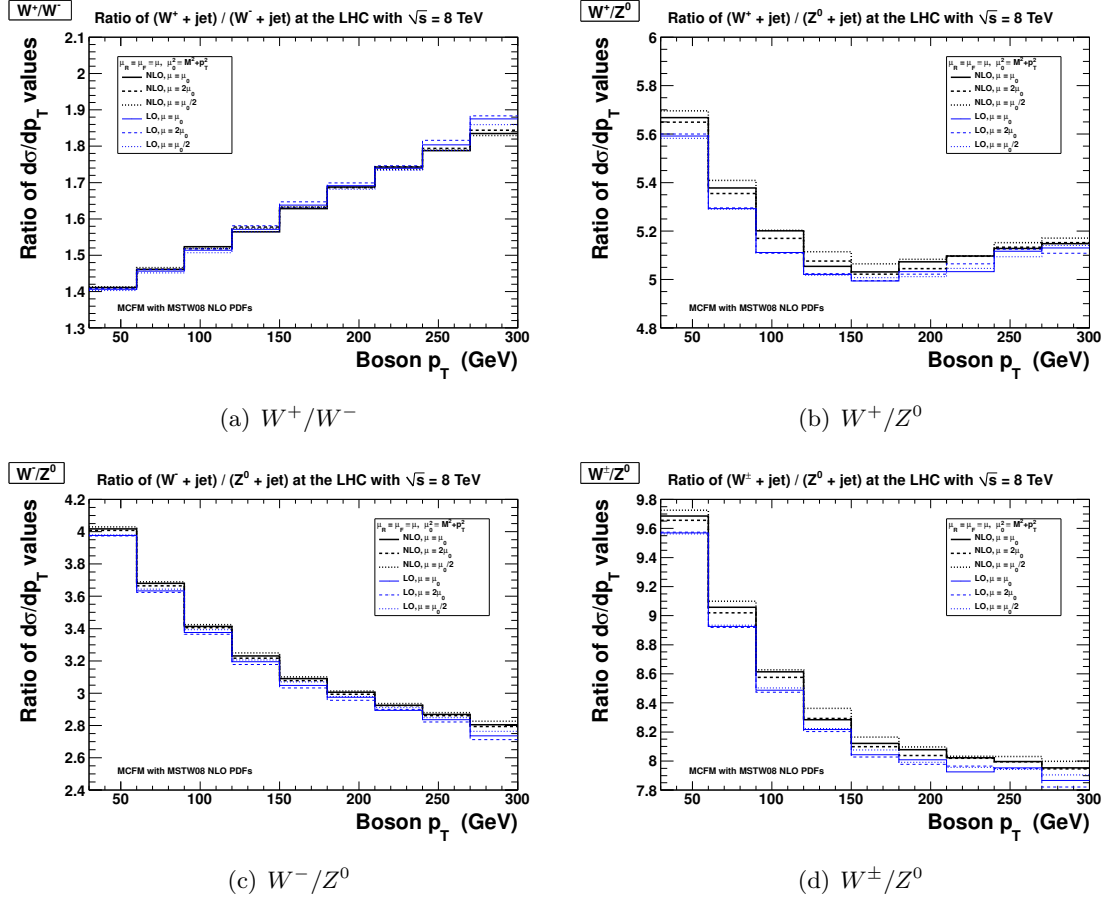 W⁺/W⁻
Ratio of (W⁺ + jet) / (W⁻ + jet) at the LHC with √s = 8 TeV
Ratio of dσ/dp_T values
2.1
2
1.9
1.8
1.7
1.6
1.5
1.4
1.3
μ_R = μ_F = μ, μ₀² = M²+p_T²
NLO, μ = μ₀
NLO, μ = 2μ₀
NLO, μ = μ₀/2
LO, μ = μ₀
LO, μ = 2μ₀
LO, μ = μ₀/2
MCFM with MSTW08 NLO PDFs
50 100 150 200 250 300
Boson p_T (GeV)
(a) W⁺/W⁻
W⁺/Z⁰
Ratio of (W⁺ + jet) / (Z⁰ + jet) at the LHC with √s = 8 TeV
Ratio of dσ/dp_T values
6
5.8
5.6
5.4
5.2
5
4.8
μ_R = μ_F = μ, μ₀² = M²+p_T²
NLO, μ = μ₀
NLO, μ = 2μ₀
NLO, μ = μ₀/2
LO, μ = μ₀
LO, μ = 2μ₀
LO, μ = μ₀/2
MCFM with MSTW08 NLO PDFs
50 100 150 200 250 300
Boson p_T (GeV)
(b) W⁺/Z⁰
W⁻/Z⁰
Ratio of (W⁻ + jet) / (Z⁰ + jet) at the LHC with √s = 8 TeV
Ratio of dσ/dp_T values
4.2
4
3.8
3.6
3.4
3.2
3
2.8
2.6
2.4
μ_R = μ_F = μ, μ₀² = M²+p_T²
NLO, μ = μ₀
NLO, μ = 2μ₀
NLO, μ = μ₀/2
LO, μ = μ₀
LO, μ = 2μ₀
LO, μ = μ₀/2
MCFM with MSTW08 NLO PDFs
50 100 150 200 250 300
Boson p_T (GeV)
(c) W⁻/Z⁰
W±/Z⁰
Ratio of (W± + jet) / (Z⁰ + jet) at the LHC with √s = 8 TeV
Ratio of dσ/dp_T values
9.8
9.6
9.4
9.2
9
8.8
8.6
8.4
8.2
8
7.8
μ_R = μ_F = μ, μ₀² = M²+p_T²
NLO, μ = μ₀
NLO, μ = 2μ₀
NLO, μ = μ₀/2
LO, μ = μ₀
LO, μ = 2μ₀
LO, μ = μ₀/2
MCFM with MSTW08 NLO PDFs
50 100 150 200 250 300
Boson p_T (GeV)
(d) W±/Z⁰